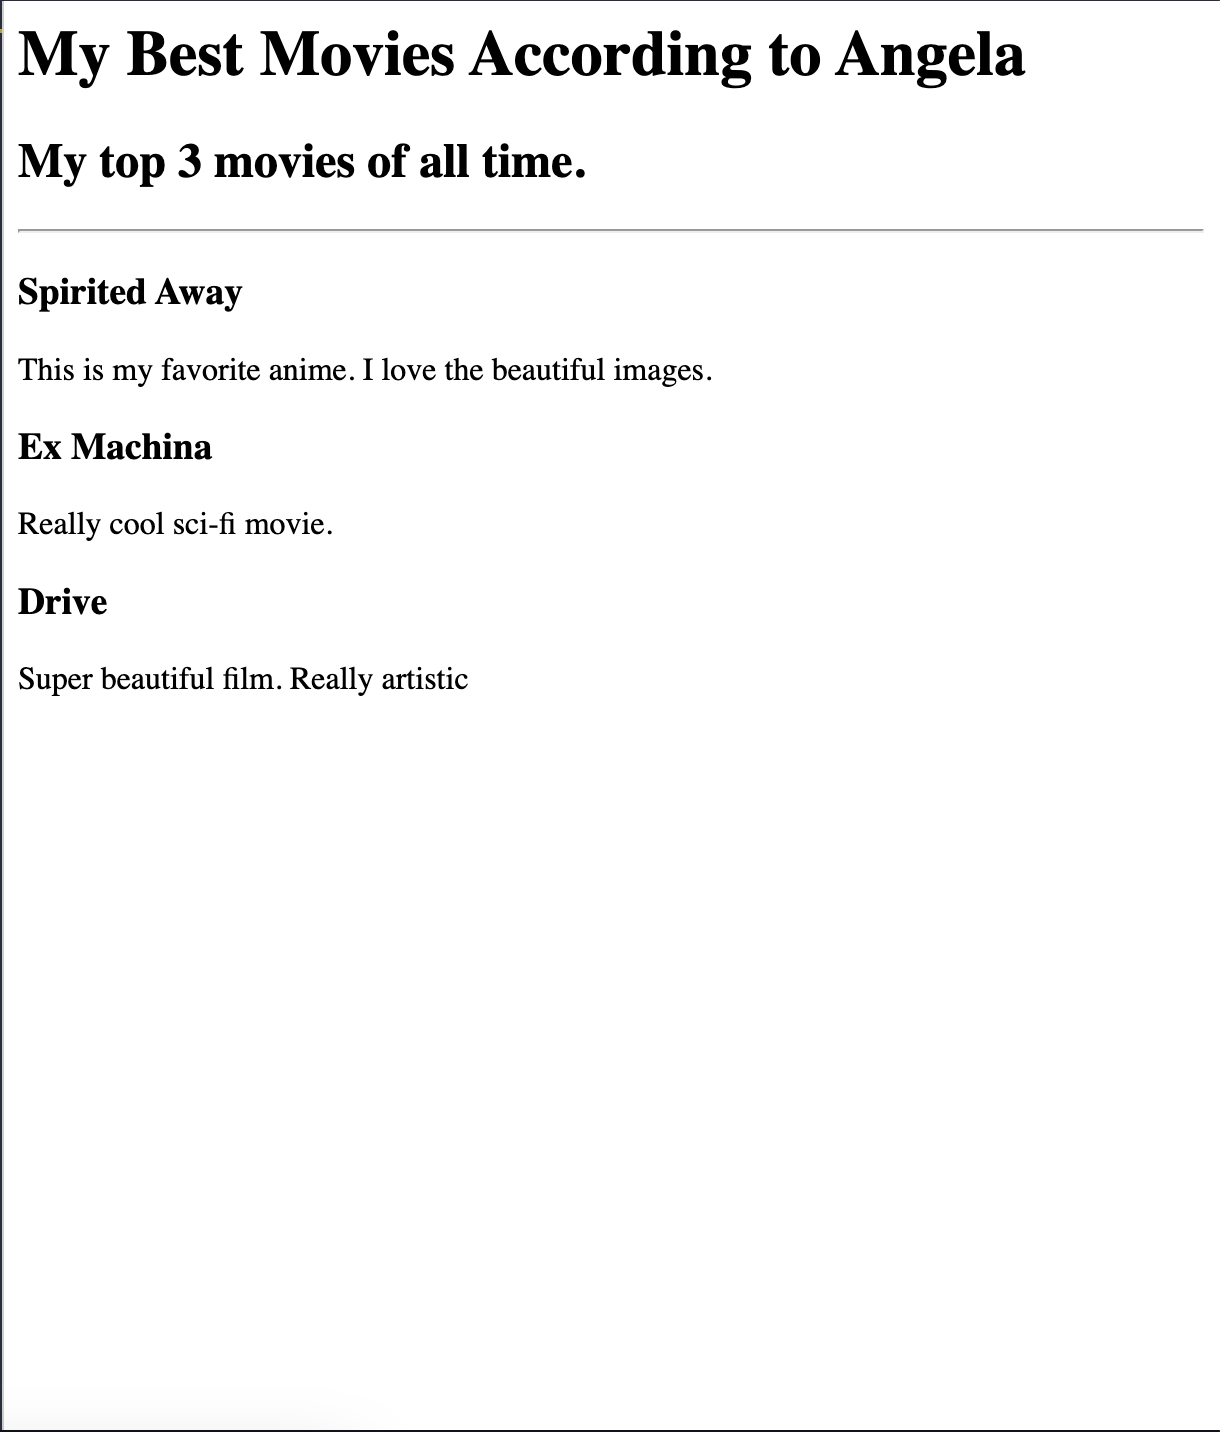 My Best Movies According to Angela
My top 3 movies of all time.
Spirited Away
This is my favorite anime. I love the beautiful images.
Ex Machina
Really cool sci-fi movie.
Drive
Super beautiful film. Really artistic